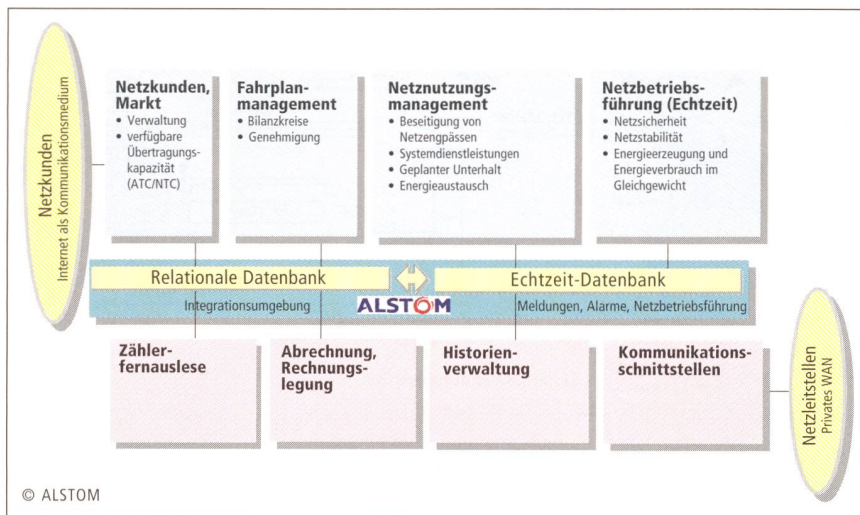 Netzkunden
Internet als Kommunikationsmedium
Netzkunden,
Markt
• Verwaltung
• verfügbare
Übertragungs-
kapazität
(ATC/NTC)
Fahrplan-
management
• Bilanzkreise
• Genehmigung
Netznutzungs-
management
• Beseitigung von
Netzengpässen
• Systemdienstleistungen
• Geplanter Unterhalt
• Energieaustausch
Netzbetriebs-
führung (Echtzeit)
• Netzsicherheit
• Netzstabilität
• Energieerzeugung und
Energieverbrauch im
Gleichgewicht
Relationale Datenbank
Echtzeit-Datenbank
Integrationsumgebung
ALSTOM
Meldungen, Alarme, Netzbetriebsführung
Zähler-
fernauslese
Abrechnung,
Rechnungs-
legung
Historien-
verwaltung
Kommunikations-
schnittstellen
Netzleitstellen
Privates WAN
© ALSTOM